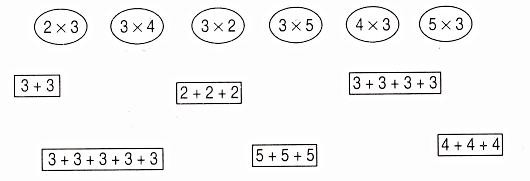 2 × 3 3 × 4 3 × 2 3 × 5 4 × 3 5 × 3
3 + 3 2 + 2 + 2 3 + 3 + 3 + 3
3 + 3 + 3 + 3 + 3 5 + 5 + 5 4 + 4 + 4